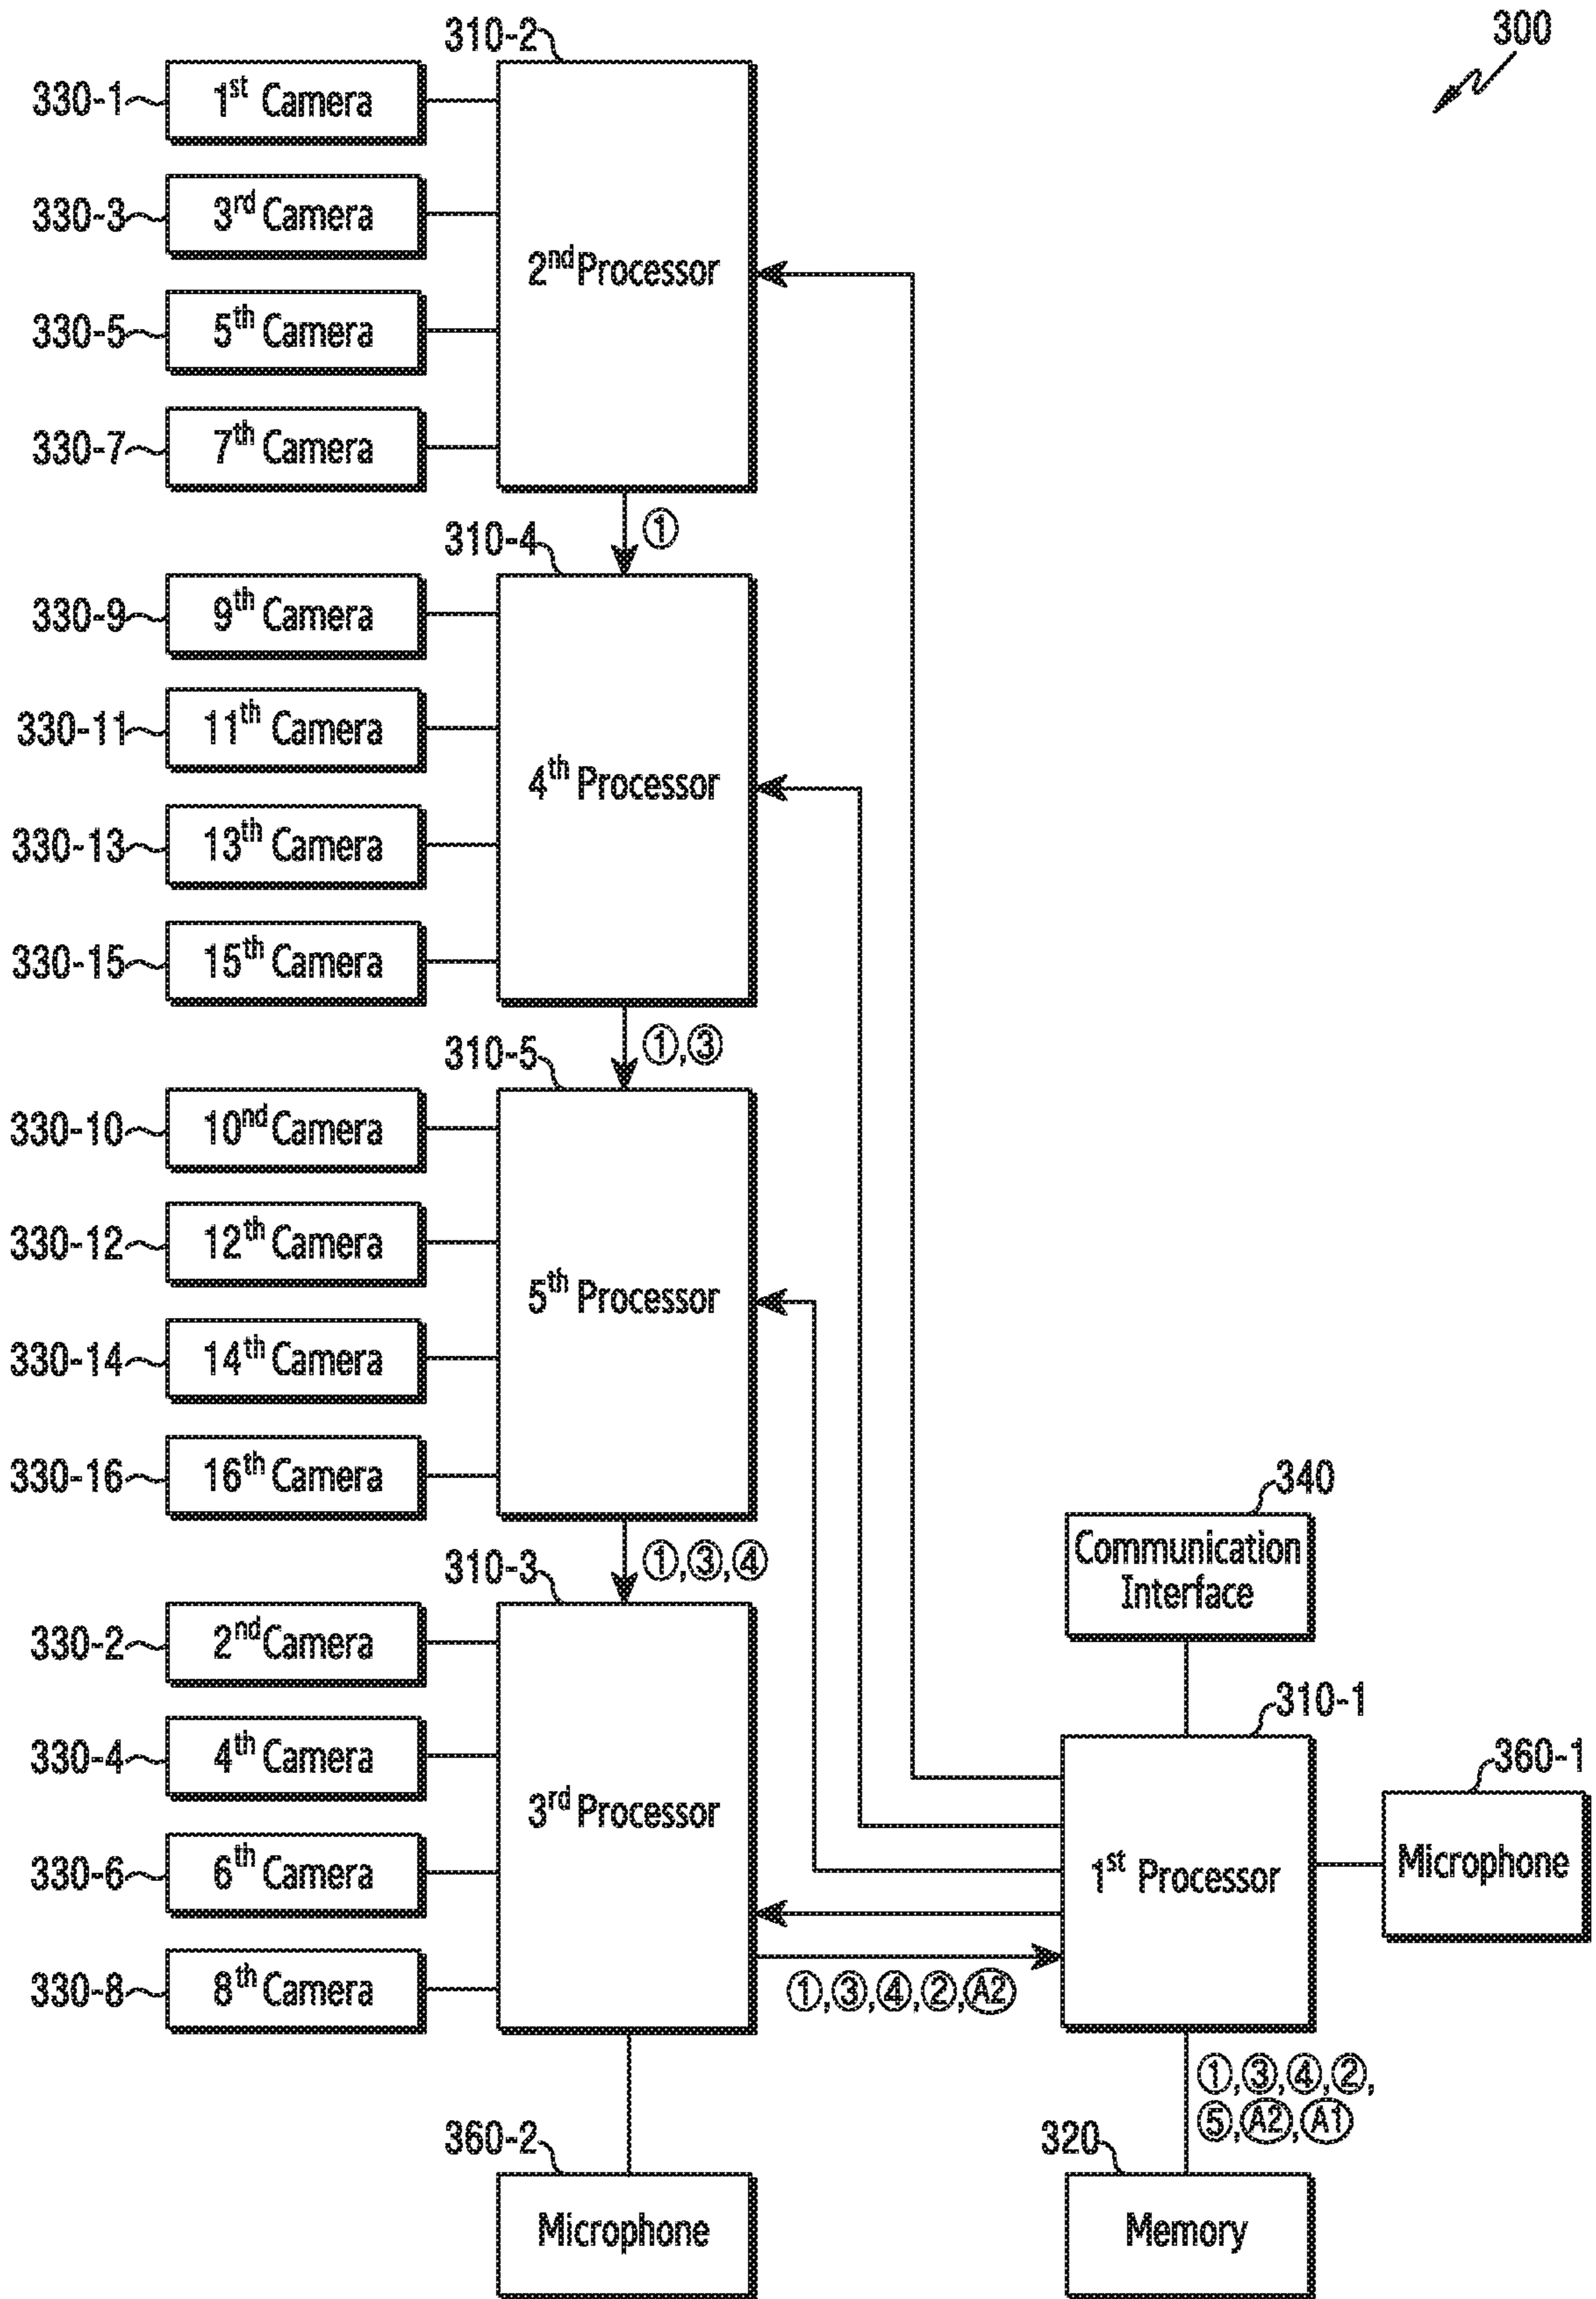 300
310-2
330-1
1st Camera
330-3
3rd Camera
330-5
5th Camera
330-7
7th Camera
2nd Processor
①
310-4
330-9
9th Camera
330-11
11th Camera
330-13
13th Camera
330-15
15th Camera
4th Processor
①,③
310-5
330-10
10nd Camera
330-12
12th Camera
330-14
14th Camera
330-16
16th Camera
5th Processor
①,③,④
310-3
330-2
2nd Camera
330-4
4th Camera
330-6
6th Camera
330-8
8th Camera
3rd Processor
340
Communication
Interface
310-1
1st Processor
360-1
Microphone
①,③,④,②,A2
①,③,④,②,
⑤,A2,A1
360-2
Microphone
320
Memory